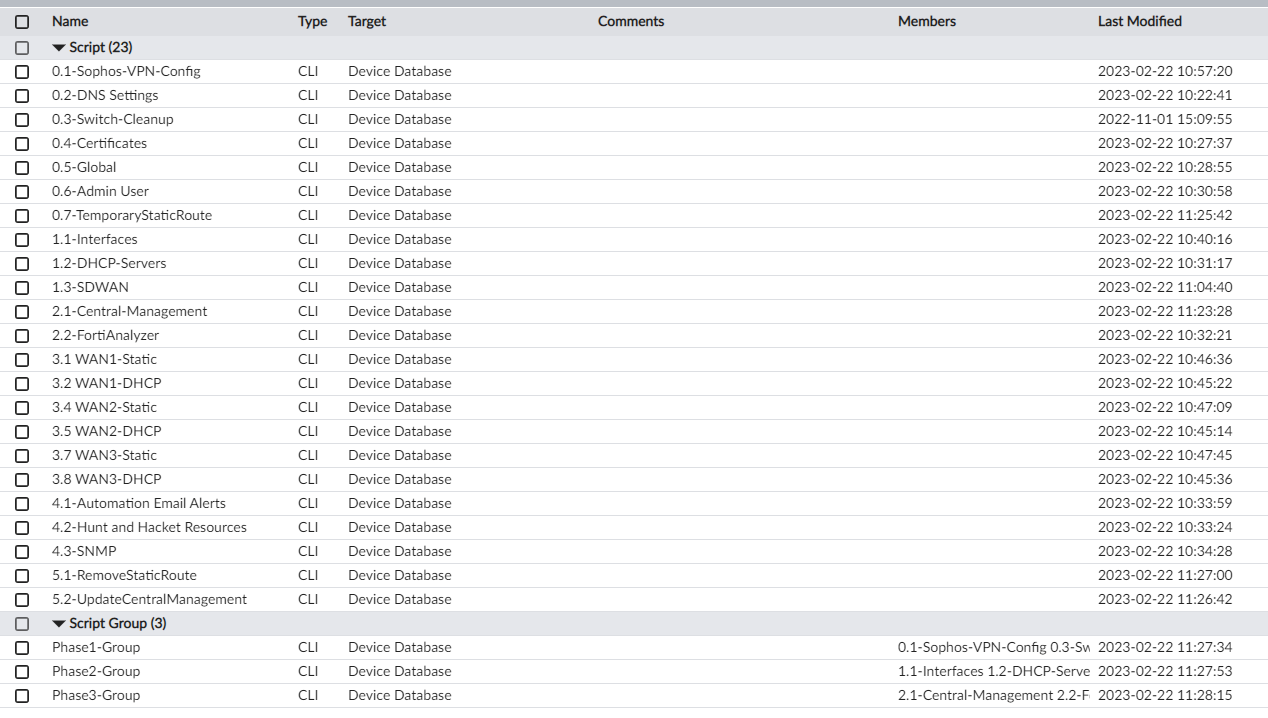 Name Type Target Comments Members Last Modified
Script (23)
0.1-Sophos-VPN-Config CLI Device Database 2023-02-22 10:57:20
0.2-DNS Settings CLI Device Database 2023-02-22 10:22:41
0.3-Switch-Cleanup CLI Device Database 2022-11-01 15:09:55
0.4-Certificates CLI Device Database 2023-02-22 10:27:37
0.5-Global CLI Device Database 2023-02-22 10:28:55
0.6-Admin User CLI Device Database 2023-02-22 10:30:58
0.7-TemporaryStaticRoute CLI Device Database 2023-02-22 11:25:42
1.1-Interfaces CLI Device Database 2023-02-22 10:40:16
1.2-DHCP-Servers CLI Device Database 2023-02-22 10:31:17
1.3-SDWAN CLI Device Database 2023-02-22 11:04:40
2.1-Central-Management CLI Device Database 2023-02-22 11:23:28
2.2-FortiAnalyzer CLI Device Database 2023-02-22 10:32:21
3.1 WAN1-Static CLI Device Database 2023-02-22 10:46:36
3.2 WAN1-DHCP CLI Device Database 2023-02-22 10:45:22
3.4 WAN2-Static CLI Device Database 2023-02-22 10:47:09
3.5 WAN2-DHCP CLI Device Database 2023-02-22 10:45:14
3.7 WAN3-Static CLI Device Database 2023-02-22 10:47:45
3.8 WAN3-DHCP CLI Device Database 2023-02-22 10:45:36
4.1-Automation Email Alerts CLI Device Database 2023-02-22 10:33:59
4.2-Hunt and Hacket Resources CLI Device Database 2023-02-22 10:33:24
4.3-SNMP CLI Device Database 2023-02-22 10:34:28
5.1-RemoveStaticRoute CLI Device Database 2023-02-22 11:27:00
5.2-UpdateCentralManagement CLI Device Database 2023-02-22 11:26:42
Script Group (3)
Phase1-Group CLI Device Database 0.1-Sophos-VPN-Config 0.3-Sw 2023-02-22 11:27:34
Phase2-Group CLI Device Database 1.1-Interfaces 1.2-DHCP-Serve 2023-02-22 11:27:53
Phase3-Group CLI Device Database 2.1-Central-Management 2.2-F 2023-02-22 11:28:15